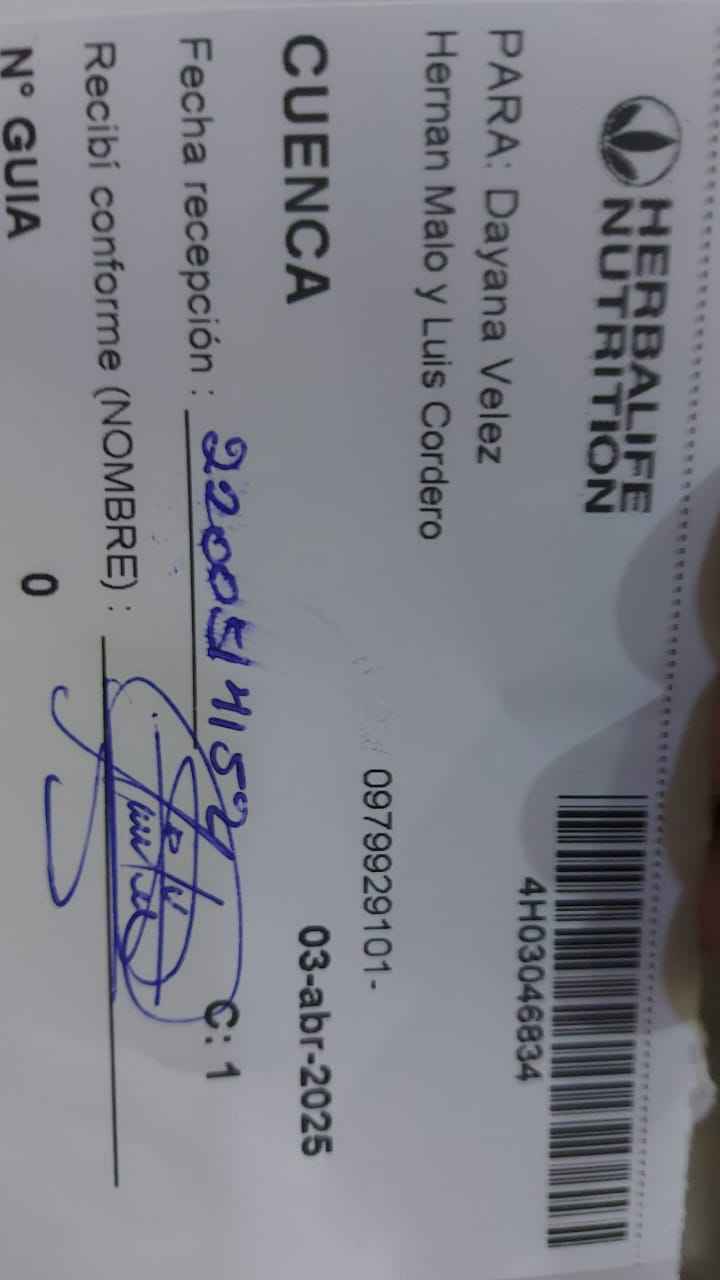 HERBALIFE
NUTRITION
4H03046834
PARA: Dayana Velez
Hernan Malo y Luis Cordero
0979929101-
CUENCA 03-abr-2025
Fecha recepción :
C: 1
Recibí conforme (NOMBRE) :
N° GUIA 0